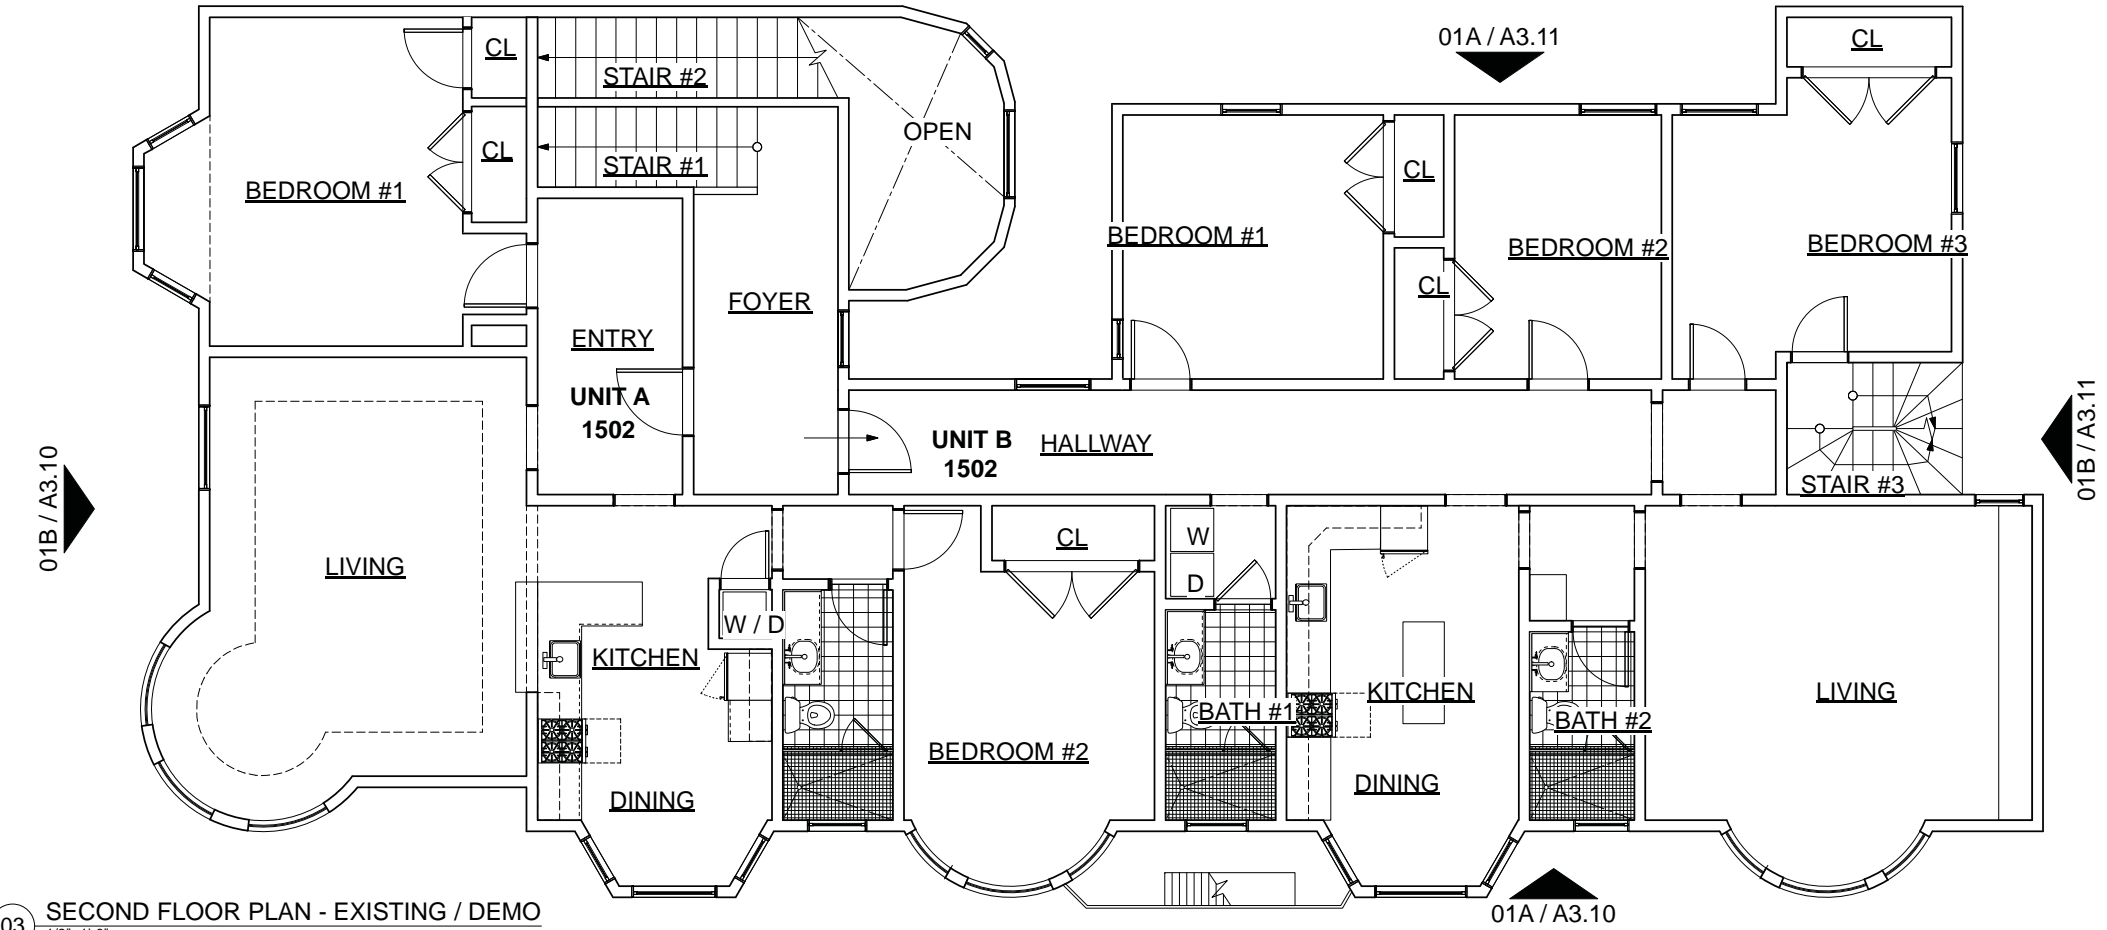 01A / A3.11
CL
CL
STAIR #2
OPEN
CL
STAIR #1
CL
BEDROOM #1
BEDROOM #1
BEDROOM #2
BEDROOM #3
CL
FOYER
ENTRY
UNIT A
1502
UNIT B
1502
HALLWAY
01B / A3.10
01B / A3.11
STAIR #3
LIVING
CL
W
D
W / D
KITCHEN
KITCHEN
LIVING
BATH #1
BATH #2
BEDROOM #2
DINING
DINING
01A / A3.10
03
SECOND FLOOR PLAN - EXISTING / DEMO